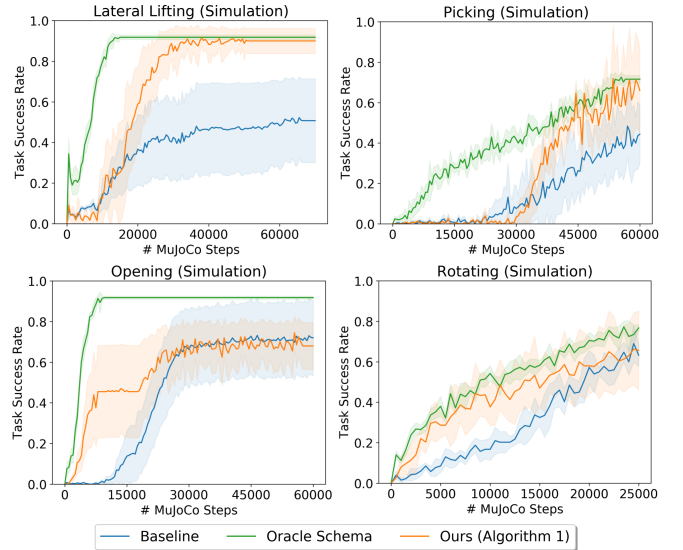 Lateral Lifting (Simulation)
Task Success Rate
0.0
0.2
0.4
0.6
0.8
1.0
0 20000 40000 60000
# MuJoCo Steps
Picking (Simulation)
Task Success Rate
0.0
0.2
0.4
0.6
0.8
1.0
0 15000 30000 45000 60000
# MuJoCo Steps
Opening (Simulation)
Task Success Rate
0.0
0.2
0.4
0.6
0.8
1.0
0 15000 30000 45000 60000
# MuJoCo Steps
Rotating (Simulation)
Task Success Rate
0.0
0.2
0.4
0.6
0.8
1.0
0 5000 10000 15000 20000 25000
# MuJoCo Steps
Baseline Oracle Schema Ours (Algorithm 1)